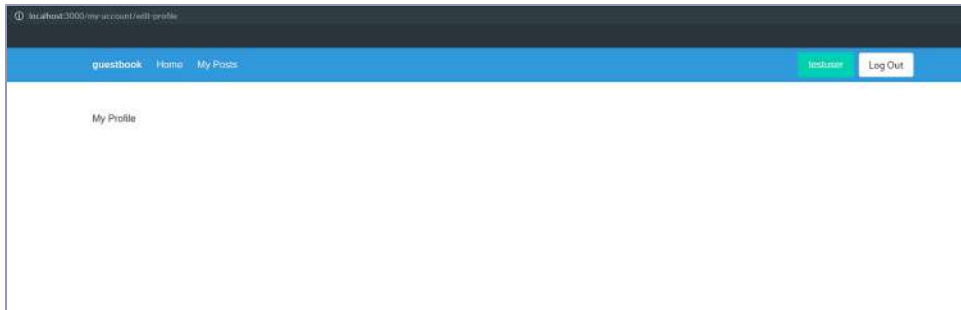 localhost:3000/my-account/edit-profile
guestbook Home My Posts testuser Log Out
My Profile